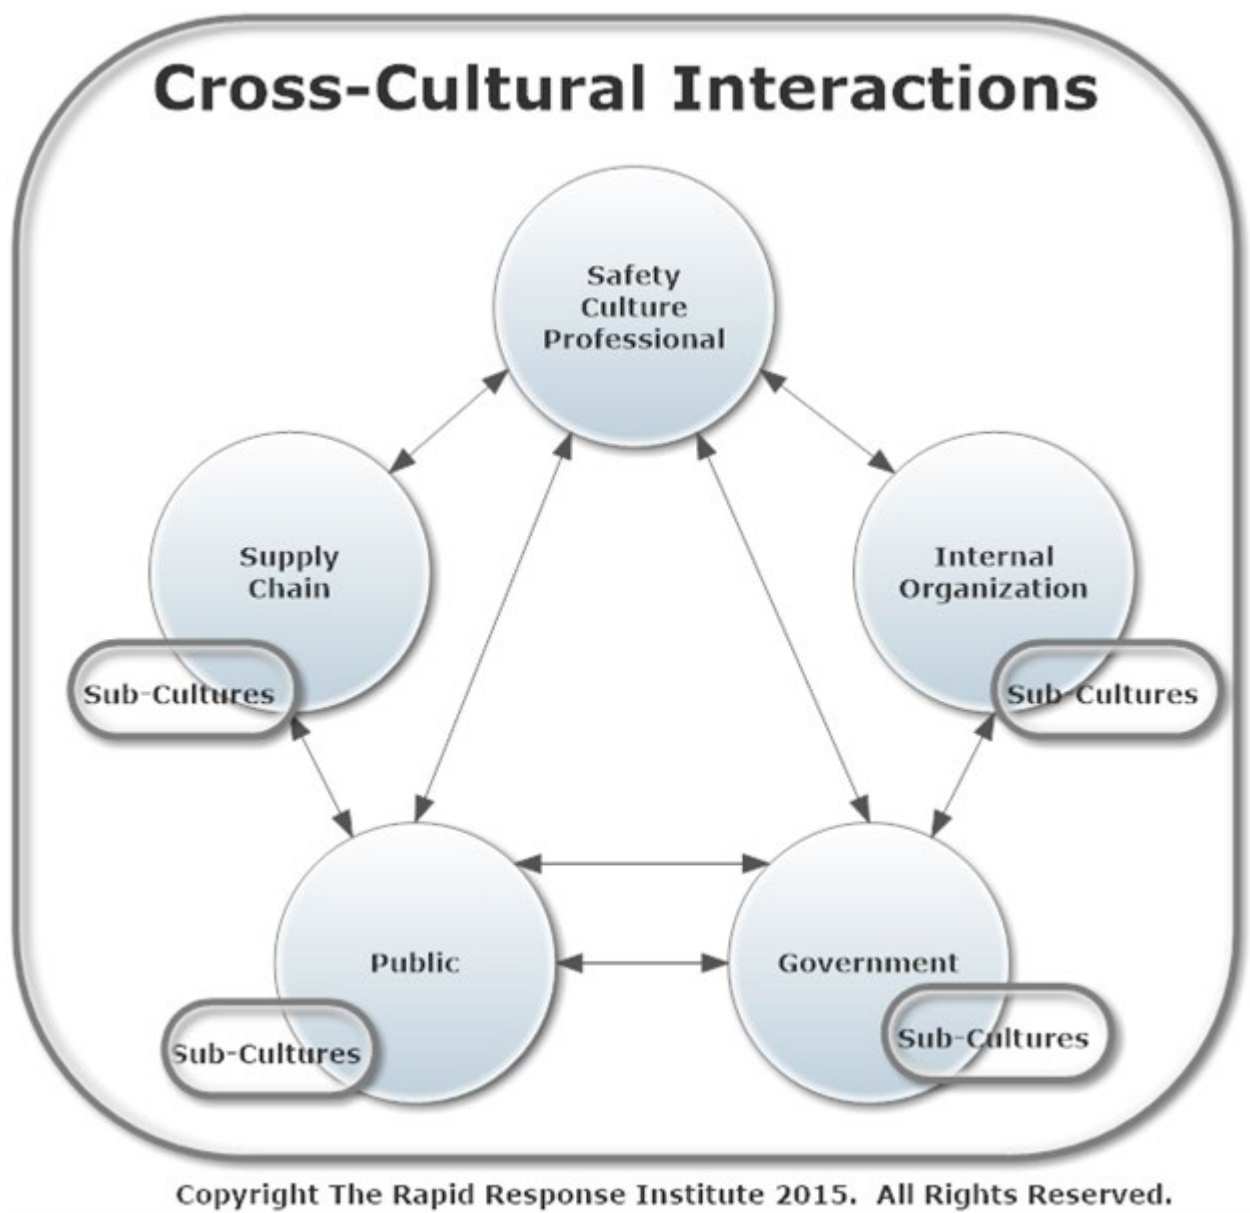 Cross-Cultural Interactions
Safety
Culture
Professional
Supply
Chain
Sub-Cultures
Internal
Organization
Sub-Cultures
Public
Sub-Cultures
Government
Sub-Cultures
Copyright The Rapid Response Institute 2015.  All Rights Reserved.